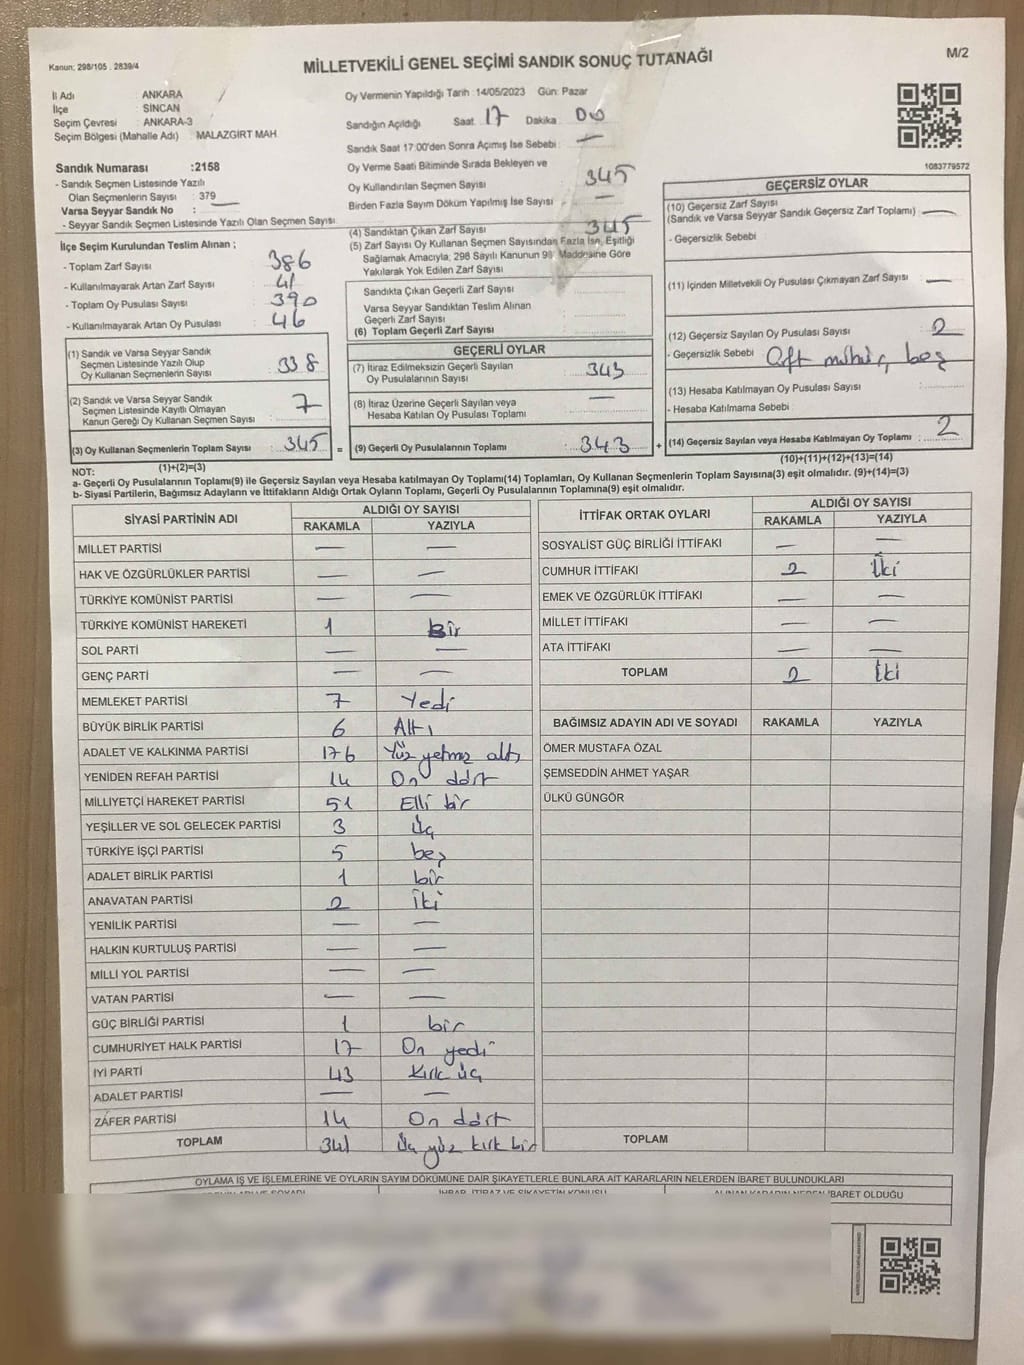 Kanun: 298/105 . 2839/4
MİLLETVEKİLİ GENEL SEÇİMİ SANDIK SONUÇ TUTANAĞI
M/2
İl Adı : ANKARA
İlçe : SİNCAN
Seçim Çevresi : ANKARA-3
Seçim Bölgesi (Mahalle Adı) : MALAZGİRT MAH.
Sandık Numarası :2158
- Sandık Seçmen Listesinde Yazılı
Olan Seçmenlerin Sayısı : 379
Varsa Seyyar Sandık No : —
- Seyyar Sandık Seçmen Listesinde Yazılı Olan Seçmen Sayısı
Oy Vermenin Yapıldığı Tarih :14/05/2023 Gün: Pazar
Sandığın Açıldığı Saat 17 Dakika 00
Sandık Saat 17:00'den Sonra Açımış İse Sebebi : —
Oy Verme Saati Bitiminde Sırada Bekleyen ve
Oy Kullandırılan Seçmen Sayısı : 345
Birden Fazla Sayım Döküm Yapılmış İse Sayısı —
1083779572
İlçe Seçim Kurulundan Teslim Alınan ;
- Toplam Zarf Sayısı : 386
- Kullanılmayarak Artan Zarf Sayısı : 41
- Toplam Oy Pusulası Sayısı : 390
- Kullanılmayarak Artan Oy Pusulası : 46
(1) Sandık ve Varsa Seyyar Sandık
Seçmen Listesinde Yazılı Olup
Oy Kullanan Seçmenlerin Sayısı : 338
(2) Sandık ve Varsa Seyyar Sandık
Seçmen Listesinde Kayıtlı Olmayan
Kanun Gereği Oy Kullanan Seçmen Sayısı : 7
(3) Oy Kullanan Seçmenlerin Toplam Sayısı : 345 =
(1)+(2)=(3)
(4) Sandıktan Çıkan Zarf Sayısı : 345
(5) Zarf Sayısı Oy Kullanan Seçmen Sayısından Fazla İse, Eşitliği
Sağlamak Amacıyla, 298 Sayılı Kanunun 98. Maddesine Göre
Yakılarak Yok Edilen Zarf Sayısı
Sandıkta Çıkan Geçerli Zarf Sayısı :
Varsa Seyyar Sandıktan Teslim Alınan
Geçerli Zarf Sayısı :
(6) Toplam Geçerli Zarf Sayısı :
GEÇERLİ OYLAR
(7) İtiraz Edilmeksizin Geçerli Sayılan
Oy Pusulalarının Sayısı : 343
(8) İtiraz Üzerine Geçerli Sayılan veya
Hesaba Katılan Oy Pusulası Toplamı : —
(9) Geçerli Oy Pusulalarının Toplamı : 343 +
GEÇERSİZ OYLAR
(10) Geçersiz Zarf Sayısı :
(Sandık ve Varsa Seyyar Sandık Geçersiz Zarf Toplamı) —
- Geçersizlik Sebebi :
(11) İçinden Milletvekili Oy Pusulası Çıkmayan Zarf Sayısı : —
(12) Geçersiz Sayılan Oy Pusulası Sayısı : 2
- Geçersizlik Sebebi : Çift mühür, boş
(13) Hesaba Katılmayan Oy Pusulası Sayısı :
- Hesaba Katılmama Sebebi :
(14) Geçersiz Sayılan veya Hesaba Katılmayan Oy Toplamı : 2
(10)+(11)+(12)+(13)=(14)
NOT:
a- Geçerli Oy Pusulalarının Toplamı(9) ile Geçersiz Sayılan veya Hesaba Katılmayan Oy Toplamı(14) Toplamları, Oy Kullanan Seçmenlerin Toplam Sayısına(3) eşit olmalıdır. (9)+(14)=(3)
b- Siyasi Partilerin, Bağımsız Adayların ve İttifakların Aldığı Ortak Oyların Toplamı, Geçerli Oy Pusulalarının Toplamına(9) eşit olmalıdır.
SİYASİ PARTİNİN ADI ALDIĞI OY SAYISI
RAKAMLA YAZIYLA
MİLLET PARTİSİ — —
HAK VE ÖZGÜRLÜKLER PARTİSİ — —
TÜRKİYE KOMÜNİST PARTİSİ — —
TÜRKİYE KOMÜNİST HAREKETİ 1 Bir
SOL PARTİ — —
GENÇ PARTİ — —
MEMLEKET PARTİSİ 7 Yedi
BÜYÜK BİRLİK PARTİSİ 6 Altı
ADALET VE KALKINMA PARTİSİ 176 Yüz yetmiş altı
YENİDEN REFAH PARTİSİ 14 On dört
MİLLİYETÇİ HAREKET PARTİSİ 51 Elli bir
YEŞİLLER VE SOL GELECEK PARTİSİ 3 Üç
TÜRKİYE İŞÇİ PARTİSİ 5 beş
ADALET BİRLİK PARTİSİ 1 bir
ANAVATAN PARTİSİ 2 İki
YENİLİK PARTİSİ — —
HALKIN KURTULUŞ PARTİSİ — —
MİLLİ YOL PARTİSİ — —
VATAN PARTİSİ — —
GÜÇ BİRLİĞİ PARTİSİ 1 bir
CUMHURİYET HALK PARTİSİ 17 On yedi
İYİ PARTİ 43 Kırk üç
ADALET PARTİSİ — —
ZAFER PARTİSİ 14 On dört
TOPLAM 341 Üç yüz kırk bir
İTTİFAK ORTAK OYLARI ALDIĞI OY SAYISI
RAKAMLA YAZIYLA
SOSYALİST GÜÇ BİRLİĞİ İTTİFAKI — —
CUMHUR İTTİFAKI 2 İki
EMEK VE ÖZGÜRLÜK İTTİFAKI — —
MİLLET İTTİFAKI — —
ATA İTTİFAKI — —
TOPLAM 2 İki
BAĞIMSIZ ADAYIN ADI VE SOYADI RAKAMLA YAZIYLA
ÖMER MUSTAFA ÖZAL
ŞEMSEDDİN AHMET YAŞAR
ÜLKÜ GÜNGÖR
TOPLAM
OYLAMA İŞ VE İŞLEMLERİNE VE OYLARIN SAYIM DÖKÜMÜNE DAİR ŞİKAYETLERLE BUNLARA AİT KARARLARIN NELERDEN İBARET BULUNDUKLARI
İHBAR, İTİRAZ VE ŞİKAYETİN KONUSU ALINAN KARARIN NEDEN İBARET OLDUĞU